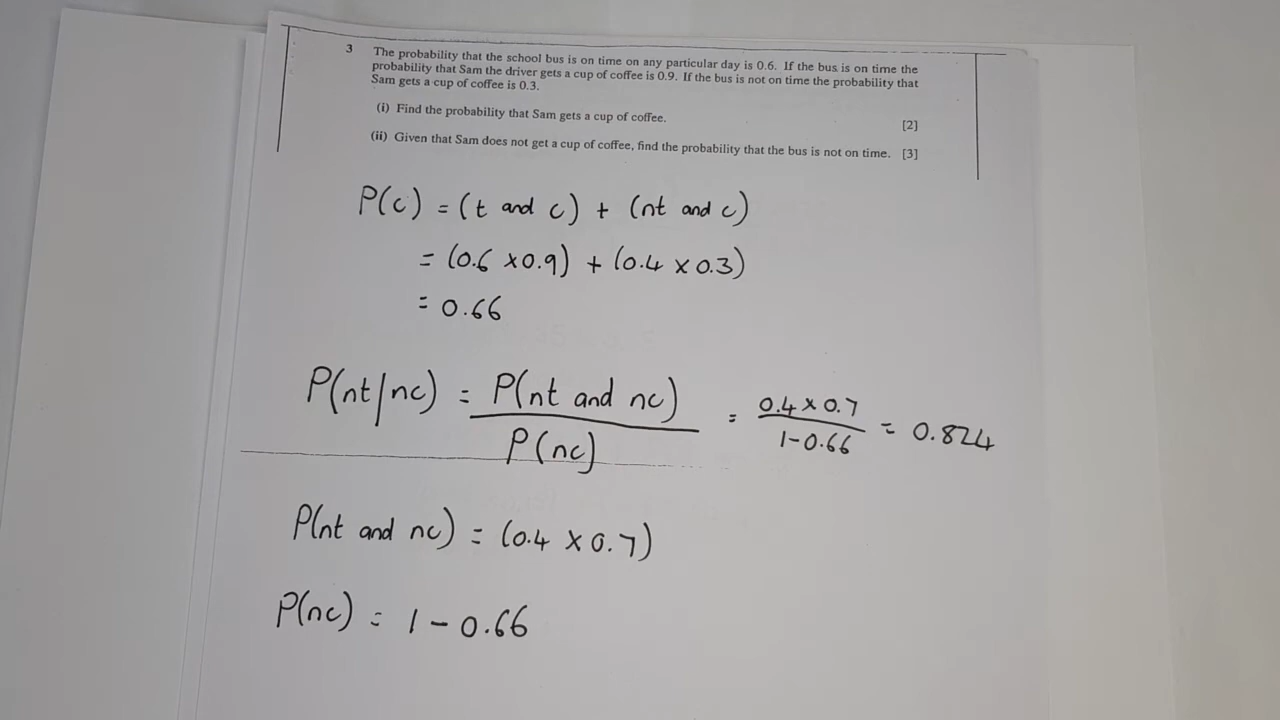 3 The probability that the school bus is on time on any particular day is 0.6. If the bus is on time the
probability that Sam the driver gets a cup of coffee is 0.9. If the bus is not on time the probability that
Sam gets a cup of coffee is 0.3.
(i) Find the probability that Sam gets a cup of coffee. [2]
(ii) Given that Sam does not get a cup of coffee, find the probability that the bus is not on time. [3]
P(c) = (t and c) + (nt and c)
= (0.6 × 0.9) + (0.4 × 0.3)
= 0.66
P(nt/nc) = P(nt and nc) / P(nc) = 0.4 × 0.7 / 1 - 0.66 = 0.824
P(nt and nc) = (0.4 × 0.7)
P(nc) = 1 - 0.66